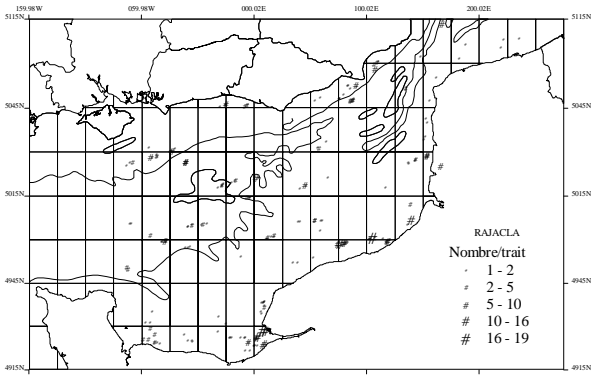 159.98W 159.98W 000.02E 100.02E 200.02E
5115N 5115N
5045N 5045N
5015N 5015N
4945N 4945N
4915N 4915N
RAJACLA
Nombre/trait
1 - 2
# 2 - 5
# 5 - 10
# 10 - 16
# 16 - 19